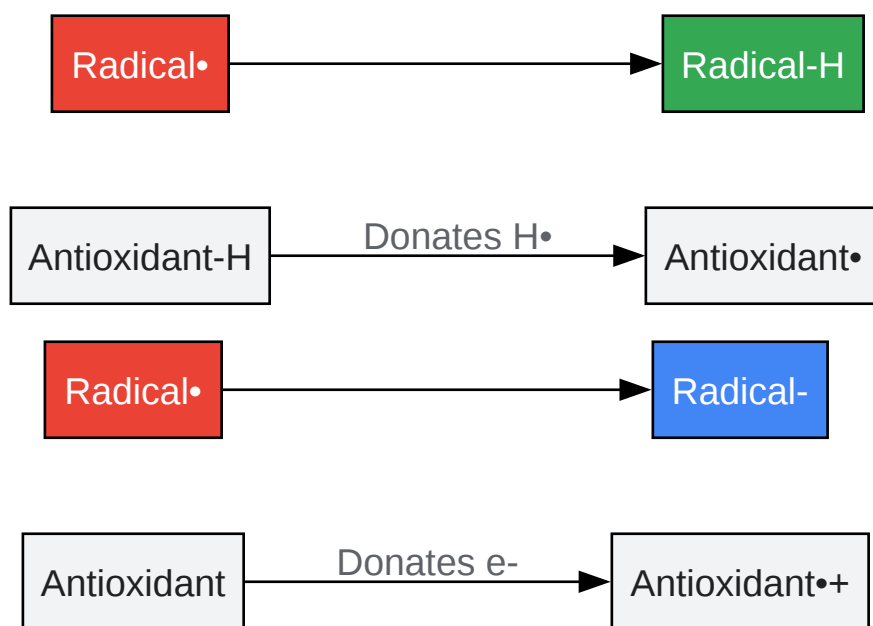 Radical•
Radical-H
Donates H•
Antioxidant-H
Antioxidant•
Radical•
Radical-
Donates e-
Antioxidant
Antioxidant•+